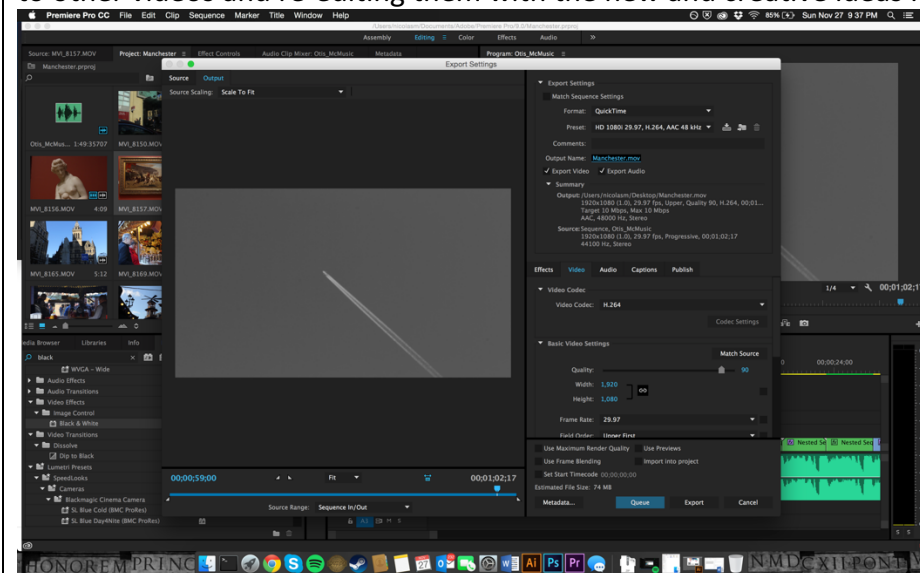 to other videos and re-editing them with the new and creative ideas
Premiere Pro CC File Edit Clip Sequence Marker Title Window Help
85% Sun Nov 27 9:37 PM
/Users/nicolasm/Documents/Adobe/Premiere Pro/9.0/Manchester.prproj
Assembly Editing Color Effects Audio
Source: MVI_8157.MOV Project: Manchester Effect Controls Audio Clip Mixer: Otis_McMusic Metadata Program: Otis_McMusic
Manchester.prproj
Export Settings
Source Output
Source Scaling: Scale To Fit
Export Settings
Match Sequence Settings
Format: QuickTime
Preset: HD 1080i 29.97, H.264, AAC 48 kHz
Comments:
Output Name: Manchester.mov
Export Video Export Audio
Summary
Output: /Users/nicolasm/Desktop/Manchester.mov
1920x1080 (1.0), 29.97 fps, Upper, Quality 90, H.264, 00;01...
Target 10 Mbps, Max 10 Mbps
AAC, 48000 Hz, Stereo
Source: Sequence, Otis_McMusic
1920x1080 (1.0), 29.97 fps, Progressive, 00;01;02;17
44100 Hz, Stereo
Otis_McMus... 1:49:35707 MVI_8150.MOV
MVI_8156.MOV 4:09 MVI_8157.MOV
MVI_8165.MOV 5:12 MVI_8169.MOV
Effects Video Audio Captions Publish
Video Codec
Video Codec: H.264
Codec Settings
Basic Video Settings
Match Source
Quality: 90
Width: 1,920
Height: 1,080
Frame Rate: 29.97
Field Order: Upper First
1/4 00;01;02;1
00;00;24;00
Nested Se Nested Seq
Use Maximum Render Quality Use Previews
Use Frame Blending Import into project
Set Start Timecode 00;00;00;00
Estimated File Size: 74 MB
Metadata... Queue Export Cancel
00;00;59;00 Fit 00;01;02;17
Source Range: Sequence In/Out
edia Browser Libraries Info
black
WVGA - Wide
Audio Effects
Audio Transitions
Video Effects
Image Control
Black & White
Video Transitions
Dissolve
Dip to Black
Lumetri Presets
SpeedLooks
Cameras
Blackmagic Cinema Camera
SL Blue Cold (BMC ProRes)
SL Blue Day4Nite (BMC ProRes)
A2 M S
S S
HONOREM PRINC
27
Ai Ps Pr
NMDCXII PONT